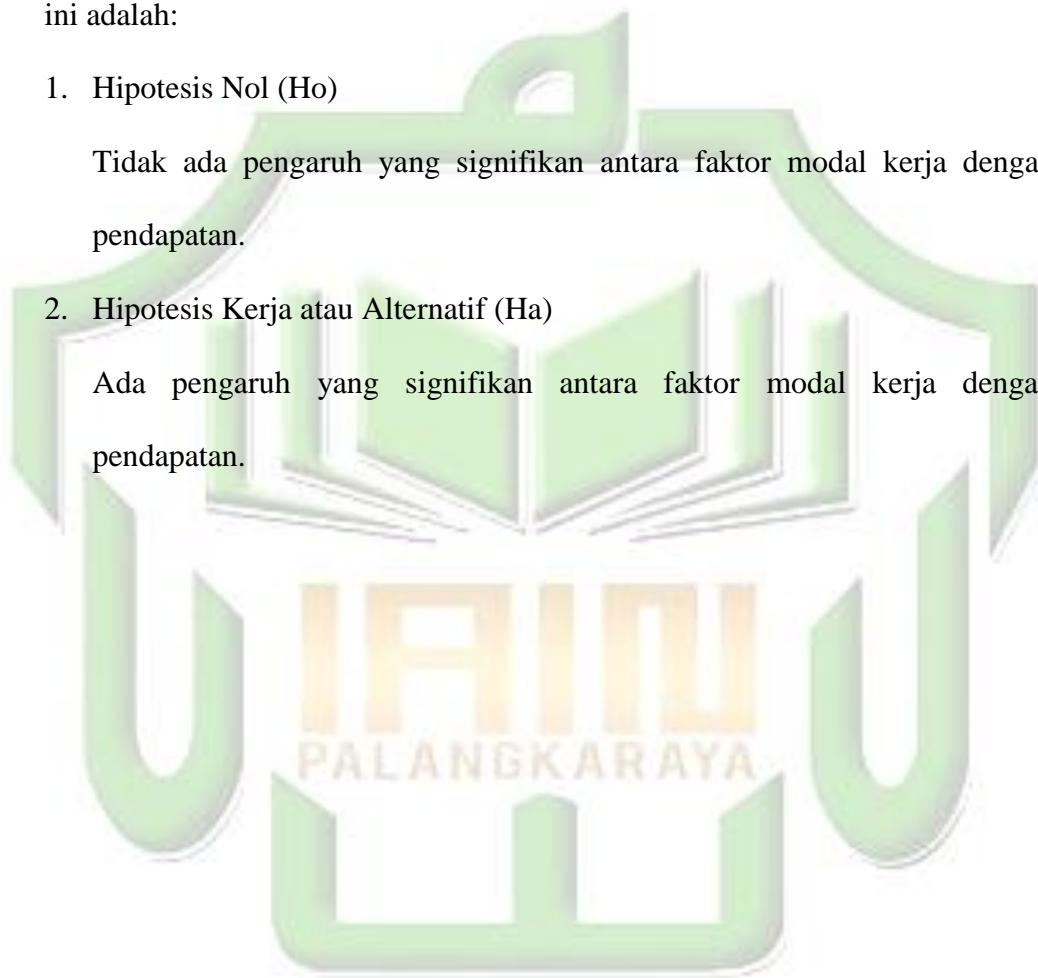 ini adalah:
1. Hipotesis Nol (Ho)
Tidak ada pengaruh yang signifikan antara faktor modal kerja denga
pendapatan.
2. Hipotesis Kerja atau Alternatif (Ha)
Ada pengaruh yang signifikan antara faktor modal kerja denga
pendapatan.
IAIN
PALANGKARAYA